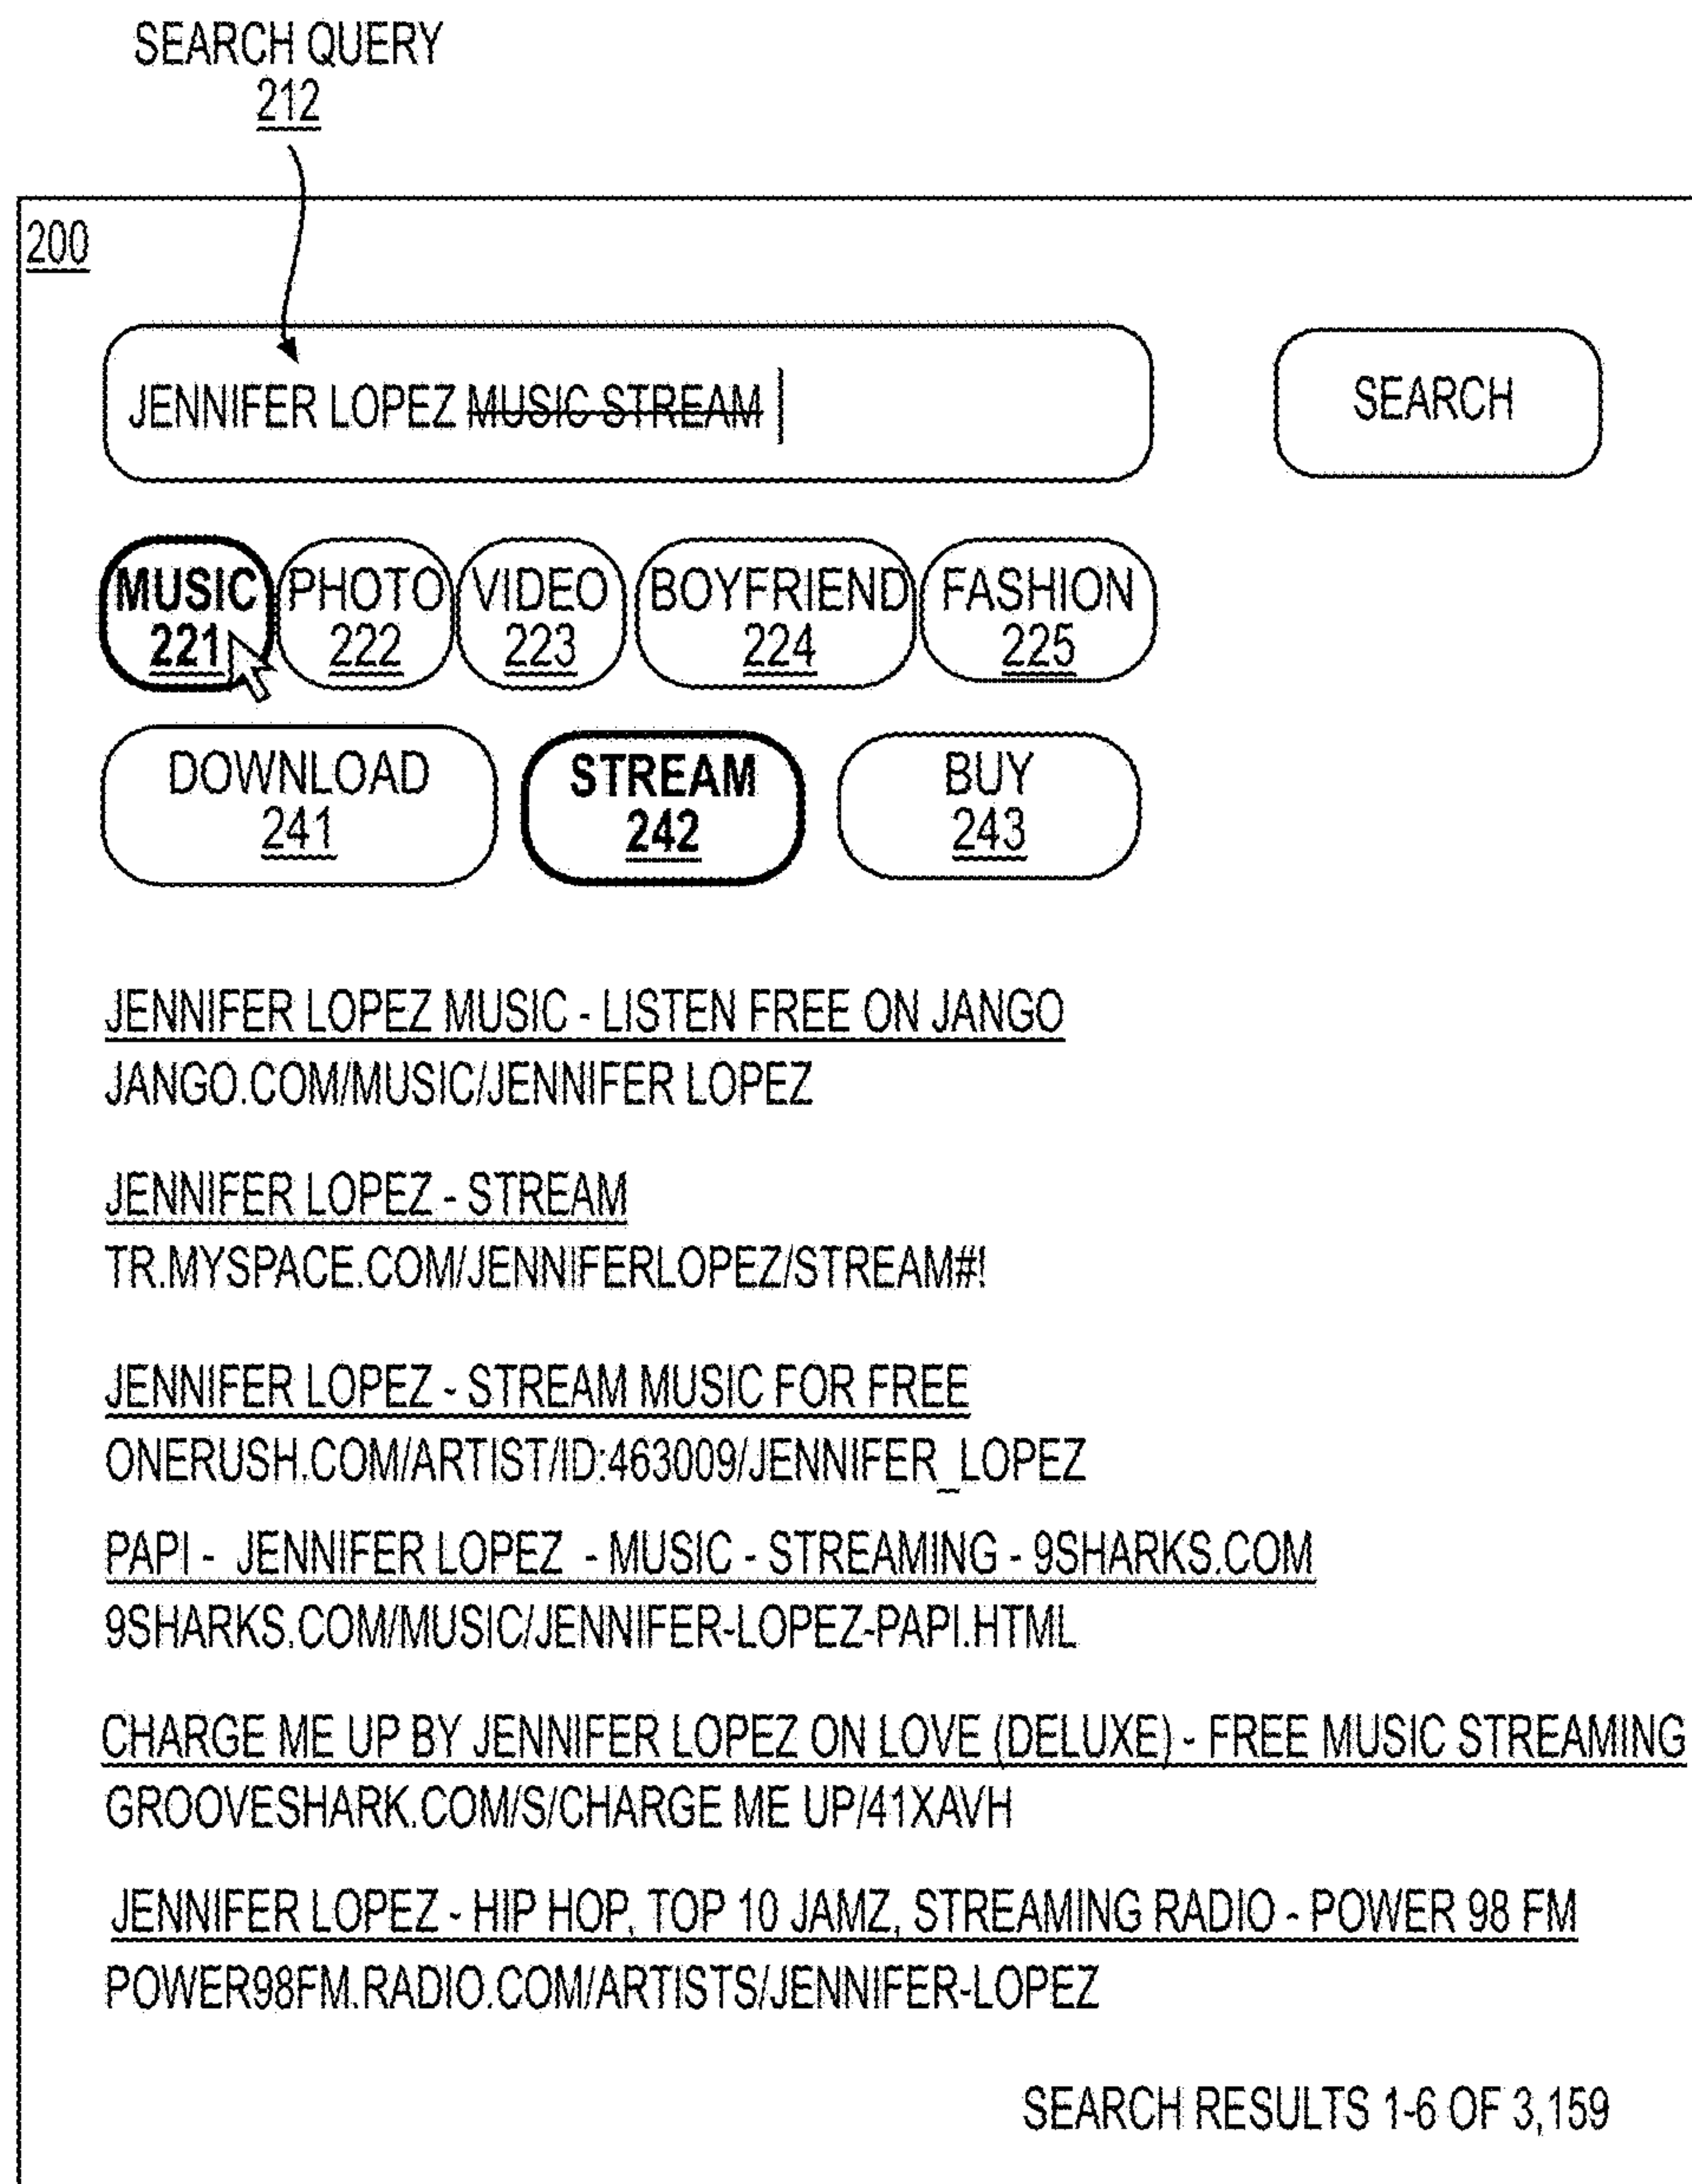 SEARCH QUERY
212
200
JENNIFER LOPEZ MUSIC STREAM
SEARCH
MUSIC PHOTO VIDEO BOYFRIEND FASHION
221 222 223 224 225
DOWNLOAD STREAM BUY
241 242 243
JENNIFER LOPEZ MUSIC - LISTEN FREE ON JANGO
JANGO.COM/MUSIC/JENNIFER LOPEZ
JENNIFER LOPEZ - STREAM
TR.MYSPACE.COM/JENNIFERLOPEZ/STREAM#!
JENNIFER LOPEZ - STREAM MUSIC FOR FREE
ONERUSH.COM/ARTIST/ID:463009/JENNIFER_LOPEZ
PAPI - JENNIFER LOPEZ - MUSIC - STREAMING - 9SHARKS.COM
9SHARKS.COM/MUSIC/JENNIFER-LOPEZ-PAPI.HTML
CHARGE ME UP BY JENNIFER LOPEZ ON LOVE (DELUXE) - FREE MUSIC STREAMING
GROOVESHARK.COM/S/CHARGE ME UP/41XAVH
JENNIFER LOPEZ - HIP HOP, TOP 10 JAMZ, STREAMING RADIO - POWER 98 FM
POWER98FM.RADIO.COM/ARTISTS/JENNIFER-LOPEZ
SEARCH RESULTS 1-6 OF 3,159